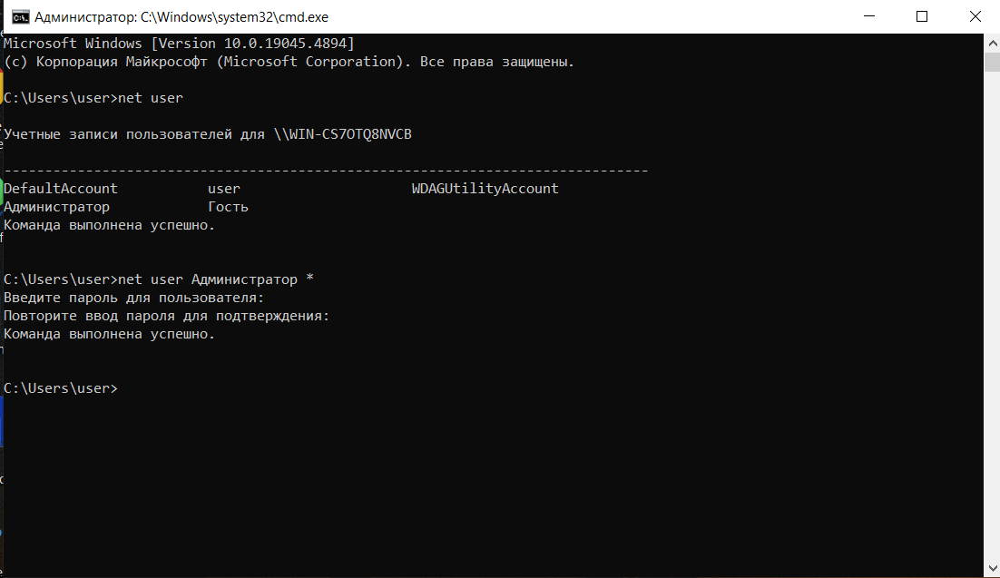 Администратор: C:\Windows\system32\cmd.exe
Microsoft Windows [Version 10.0.19045.4894]
(c) Корпорация Майкрософт (Microsoft Corporation). Все права защищены.
C:\Users\user>net user
Учетные записи пользователей для \\WIN-CS7OTQ8NVCB
-------------------------------------------------------------------------------
DefaultAccount           user                     WDAGUtilityAccount
Администратор            Гость
Команда выполнена успешно.
C:\Users\user>net user Администратор *
Введите пароль для пользователя:
Повторите ввод пароля для подтверждения:
Команда выполнена успешно.
C:\Users\user>